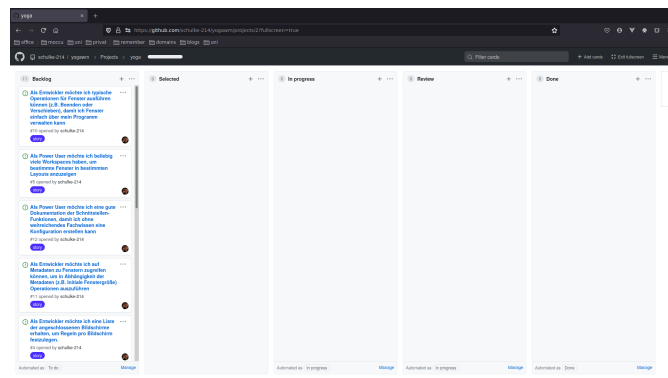 yoga
https://github.com/schulke-214/yogawm/projects/2?fullscreen=true
office moccu uni privat remember domains blogs uni
schulke-214 / yogawm Projects yoga
Filter cards
+ Add cards Exit fullscreen Menu
Backlog
Als Entwickler möchte ich typische
Operationen für Fenster ausführen
können (z.B. Beenden oder
Verschieben), damit ich Fenster
einfach über mein Programm
verwalten kann
#10 opened by schulke-214
story
Als Power User möchte ich beliebig
viele Workspaces haben, um
bestimmte Fenster in bestimmten
Layouts anzuzeigen
opened by schulke-214
story
Als Power User möchte ich eine gute
Dokumentation der Schnittstellen-
Funktionen, damit ich ohne
weitreichendes Fachwissen eine
Konfiguration erstellen kann
#12 opened by schulke-214
story
Als Entwickler möchte ich auf
Metadaten zu Fenstern zugreifen
können, um in Abhängigkeit der
Metadaten (z.B. initiale Fenstergröße)
Operationen auszuführen
#11 opened by schulke-214
story
Als Entwickler möchte ich eine Liste
der angeschlossenen Bildschirme
erhalten, um Regeln pro Bildschirm
festzulegen.
opened by schulke-214
story
Automated as To do Manage
0 Selected
0 In progress
Automated as In progress Manage
0 Review
Automated as In progress Manage
0 Done
Automated as Done Manage